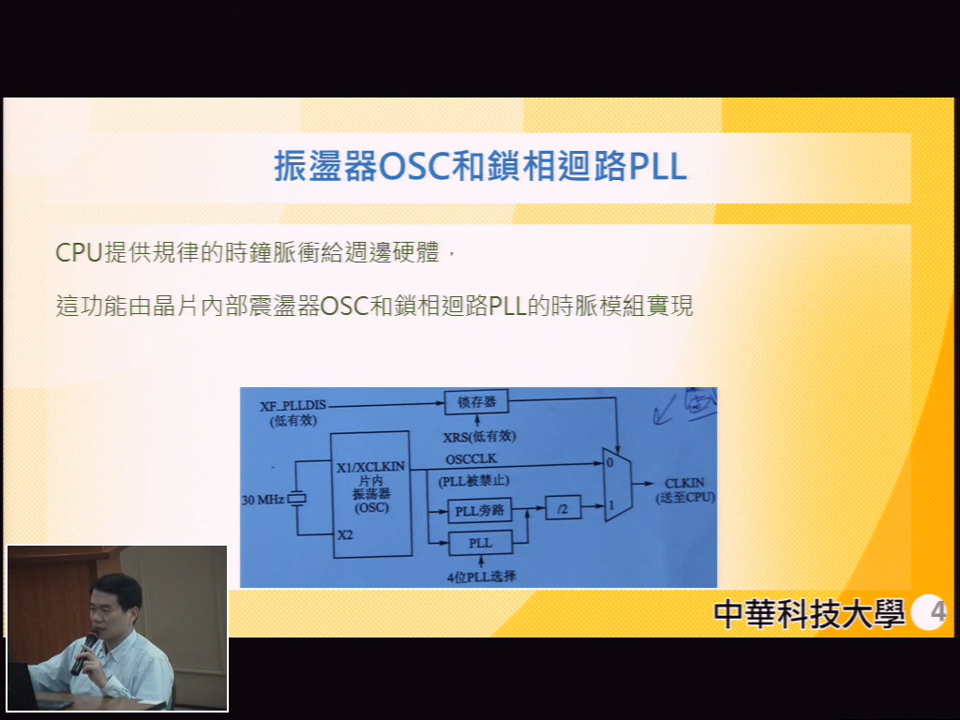 振盪器OSC和鎖相迴路PLL
CPU提供規律的時鐘脈衝給週邊硬體，
這功能由晶片內部震盪器OSC和鎖相迴路PLL的時脈模組實現
XF_PLLDIS
(低有效)
锁存器
XRS(低有效)
X1/XCLKIN
片内
振荡器
(OSC)
X2
30 MHz
OSCCLK
(PLL被禁止)
PLL旁路
PLL
4位PLL选择
/2
0
1
CLKIN
(送至CPU)
中華科技大學 4